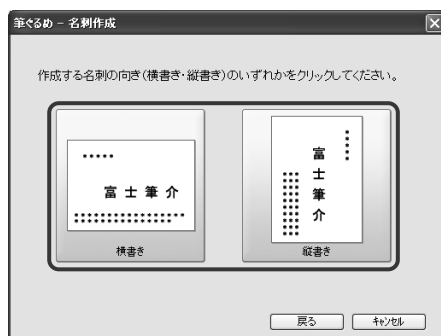 筆ぐるめ - 名刺作成
作成する名刺の向き(横書き・縦書き)のいずれかをクリックしてください。
富士筆介
横書き
富士筆介
縦書き
戻る
キャンセル